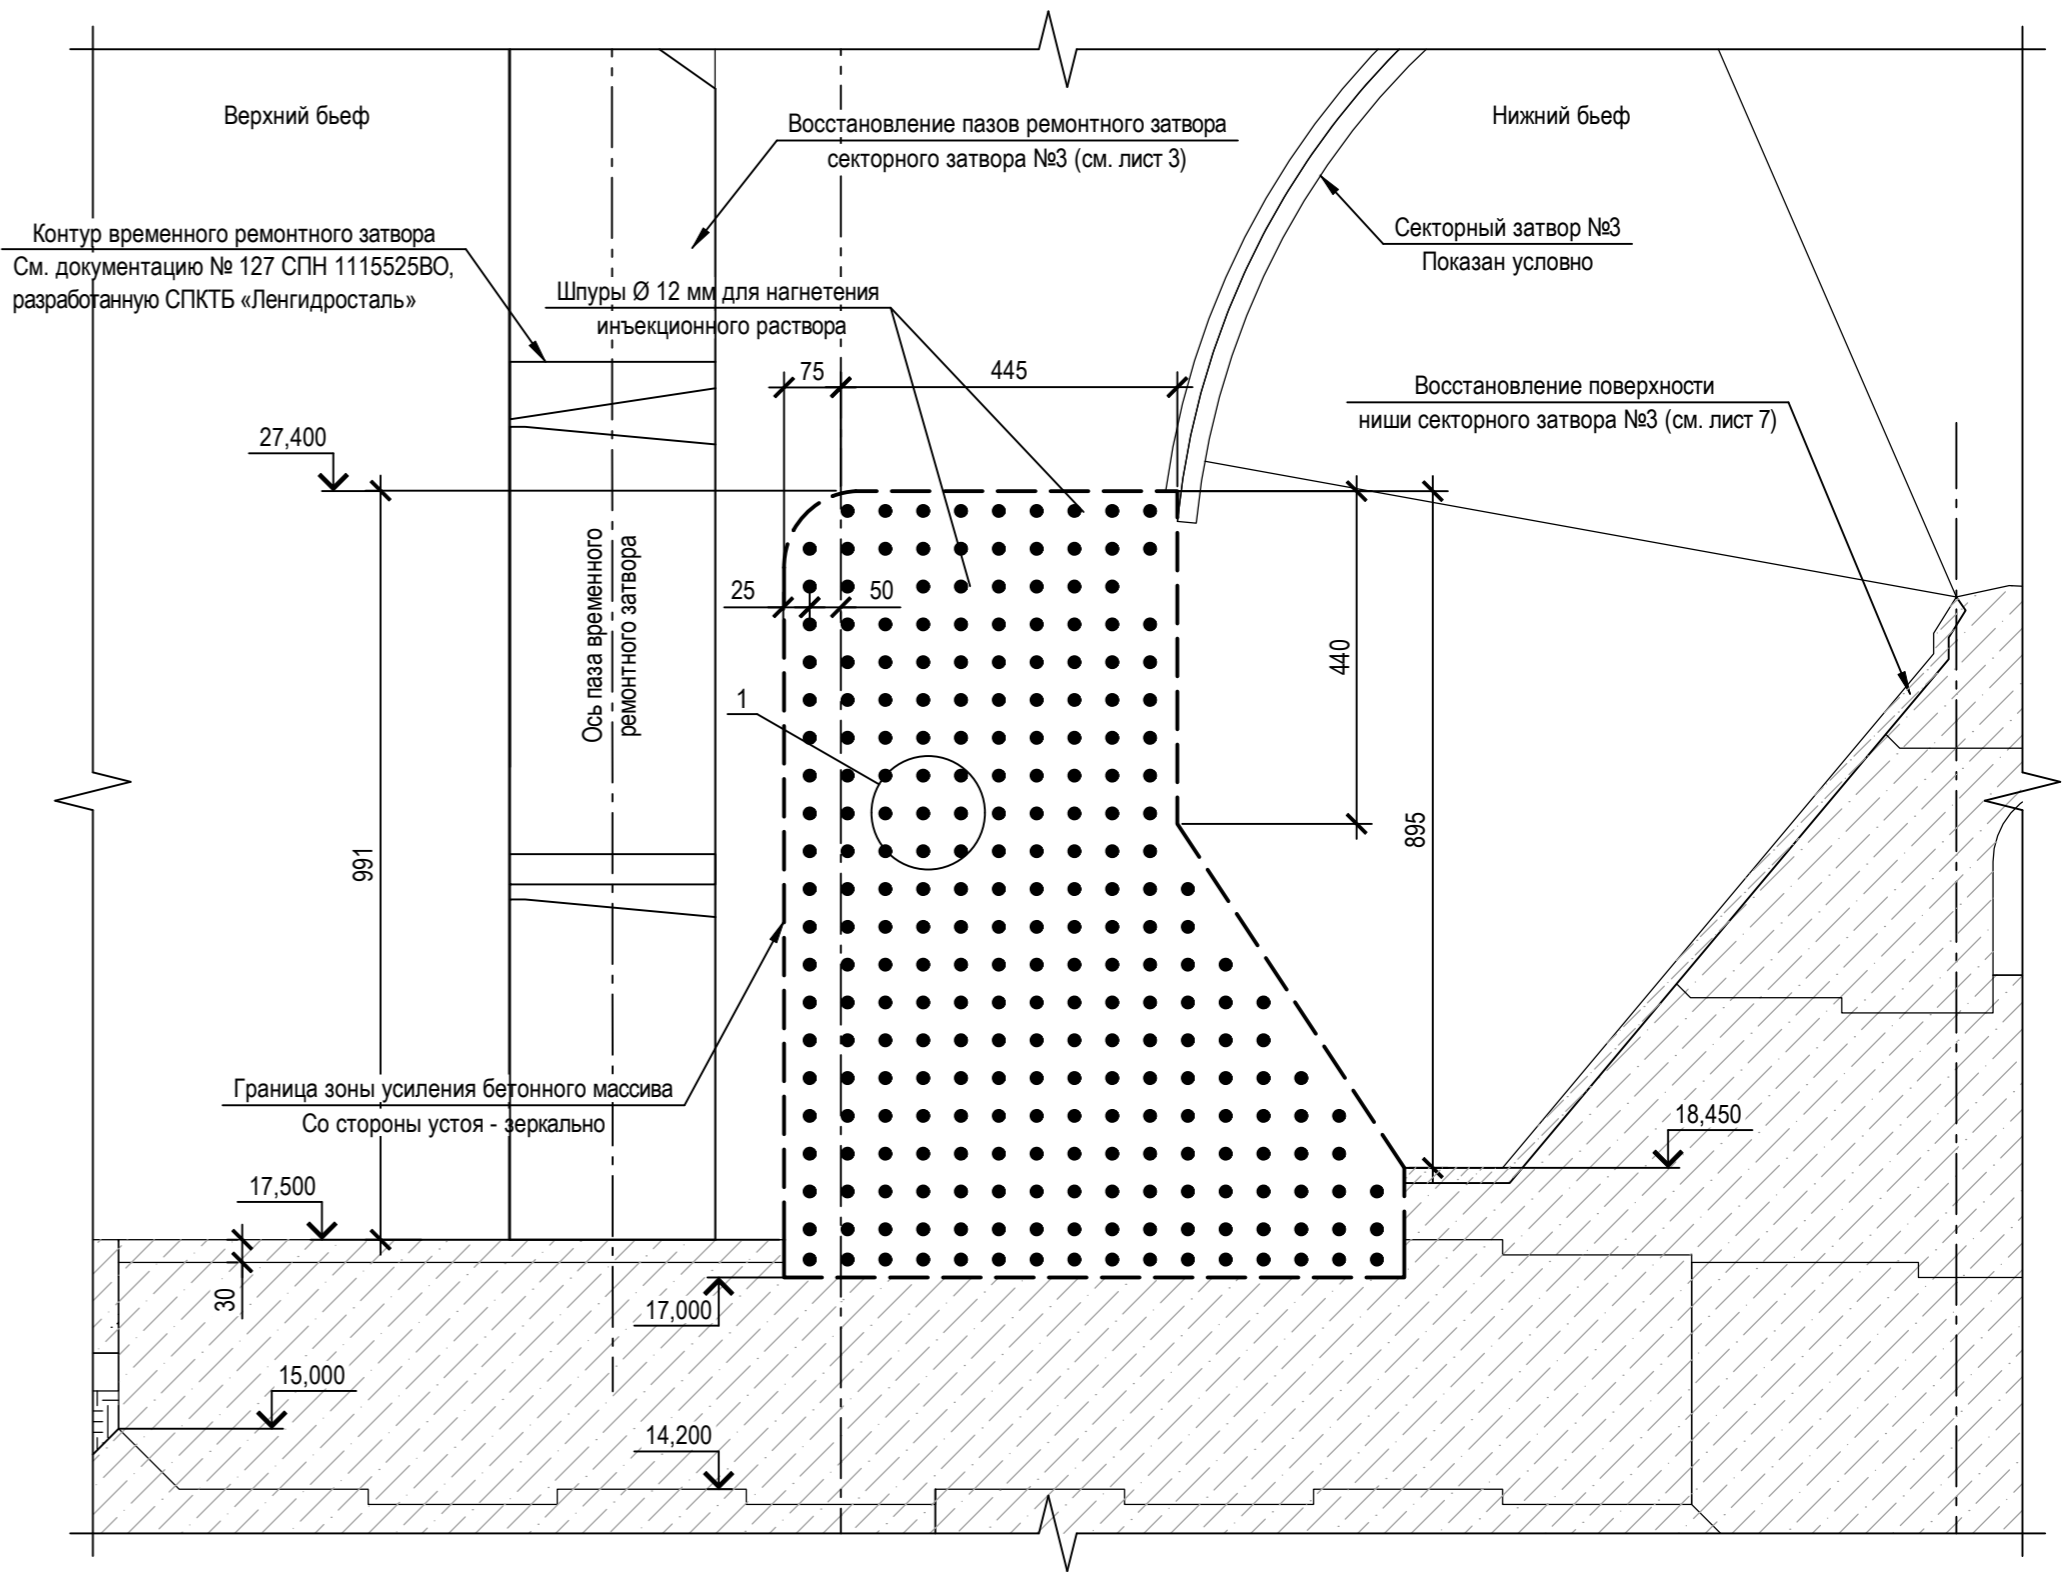 Верхний бьеф
Нижний бьеф
Восстановление пазов ремонтного затвора
секторного затвора №3 (см. лист 3)
Контур временного ремонтного затвора
См. документацию № 127 СПН 1115525ВО,
разработанную СПКТБ «Ленгидросталь»
Секторный затвор №3
Показан условно
Шпуры Ø 12 мм для нагнетения
инъекционного раствора
75
445
Восстановление поверхности
ниши секторного затвора №3 (см. лист 7)
27,400
Ось паза временного
ремонтного затвора
25
50
440
1
895
991
Граница зоны усиления бетонного массива
Со стороны устоя - зеркально
18,450
17,500
30
17,000
15,000
14,200